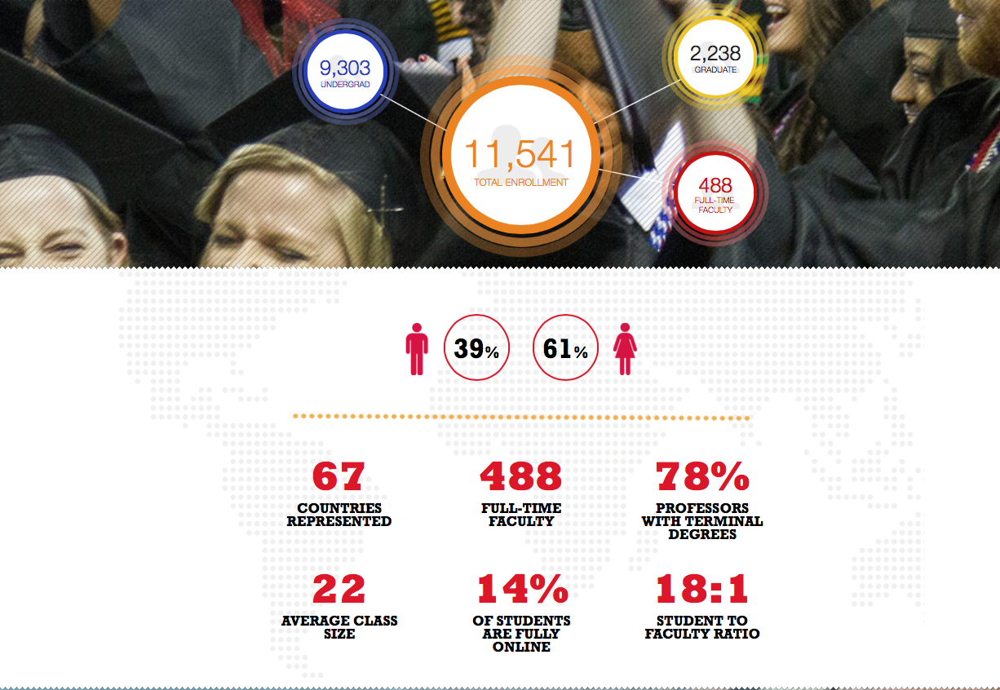 9,303
UNDERGRAD
2,238
GRADUATE
11,541
TOTAL ENROLLMENT
488
FULL-TIME
FACULTY
39%
61%
67
COUNTRIES
REPRESENTED
488
FULL-TIME
FACULTY
78%
PROFESSORS
WITH TERMINAL
DEGREES
22
AVERAGE CLASS
SIZE
14%
OF STUDENTS
ARE FULLY
ONLINE
18:1
STUDENT TO
FACULTY RATIO